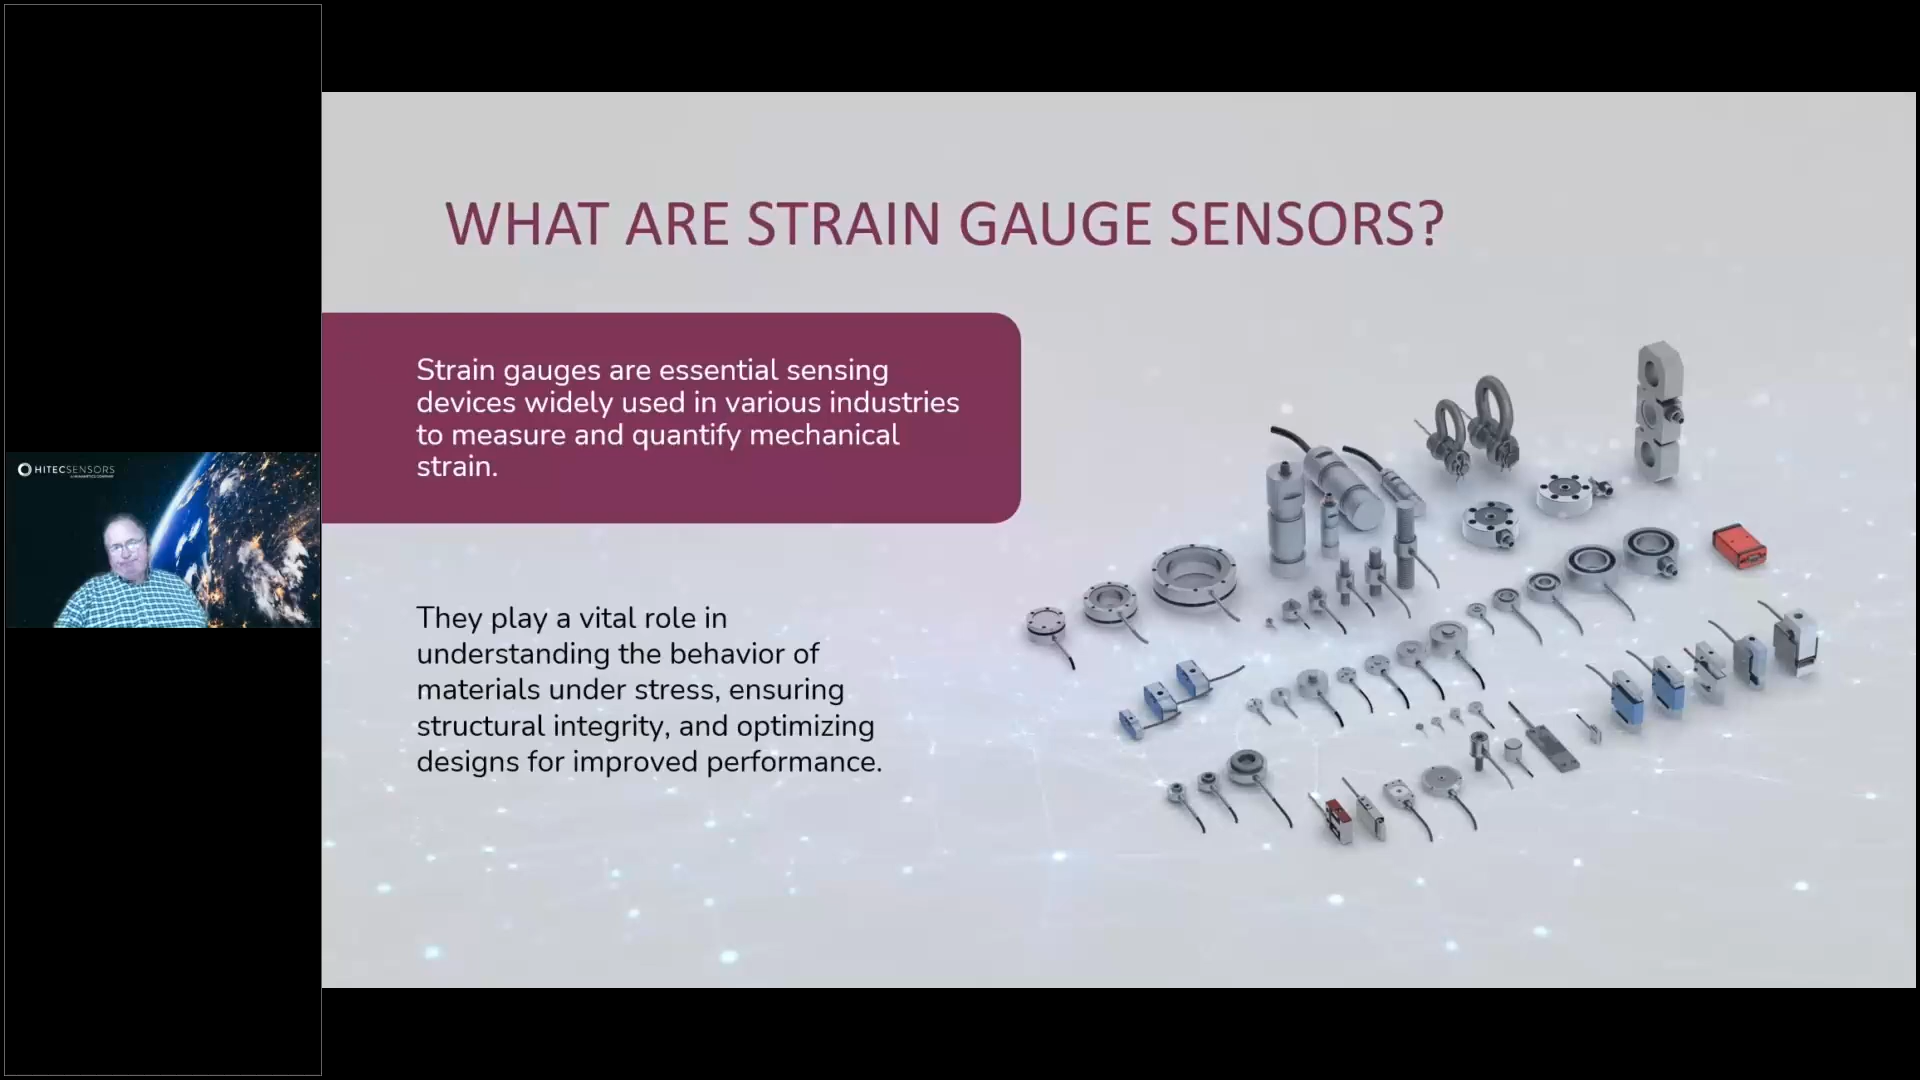 WHAT ARE STRAIN GAUGE SENSORS?
Strain gauges are essential sensing
devices widely used in various industries
to measure and quantify mechanical
strain.
HITECSENSORS
They play a vital role in
understanding the behavior of
materials under stress, ensuring
structural integrity, and optimizing
designs for improved performance.